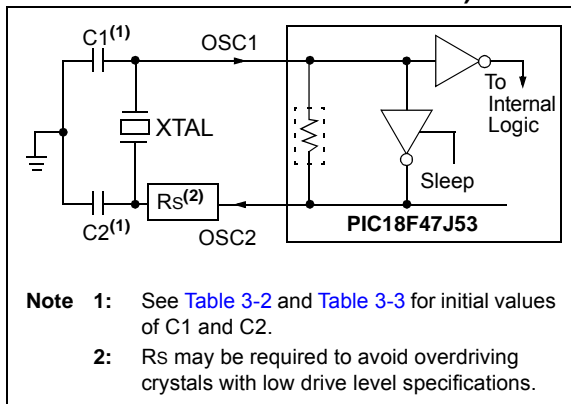 C1(1)
OSC1
To
Internal
Logic
XTAL
Sleep
RS(2)
C2(1)
OSC2
PIC18F47J53
Note 1: See Table 3-2 and Table 3-3 for initial values
of C1 and C2.
2: RS may be required to avoid overdriving
crystals with low drive level specifications.